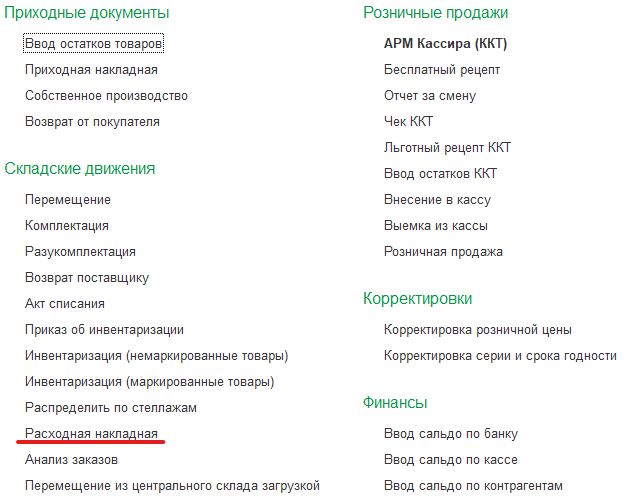 Приходные документы
Ввод остатков товаров
Приходная накладная
Собственное производство
Возврат от покупателя
Складские движения
Перемещение
Комплектация
Разукомплектация
Возврат поставщику
Акт списания
Приказ об инвентаризации
Инвентаризация (немаркированные товары)
Инвентаризация (маркированные товары)
Распределить по стеллажам
Расходная накладная
Анализ заказов
Перемещение из центрального склада загрузкой
Розничные продажи
АРМ Кассира (ККТ)
Бесплатный рецепт
Отчет за смену
Чек ККТ
Льготный рецепт ККТ
Ввод остатков ККТ
Внесение в кассу
Выемка из кассы
Розничная продажа
Корректировки
Корректировка розничной цены
Корректировка серии и срока годности
Финансы
Ввод сальдо по банку
Ввод сальдо по кассе
Ввод сальдо по контрагентам